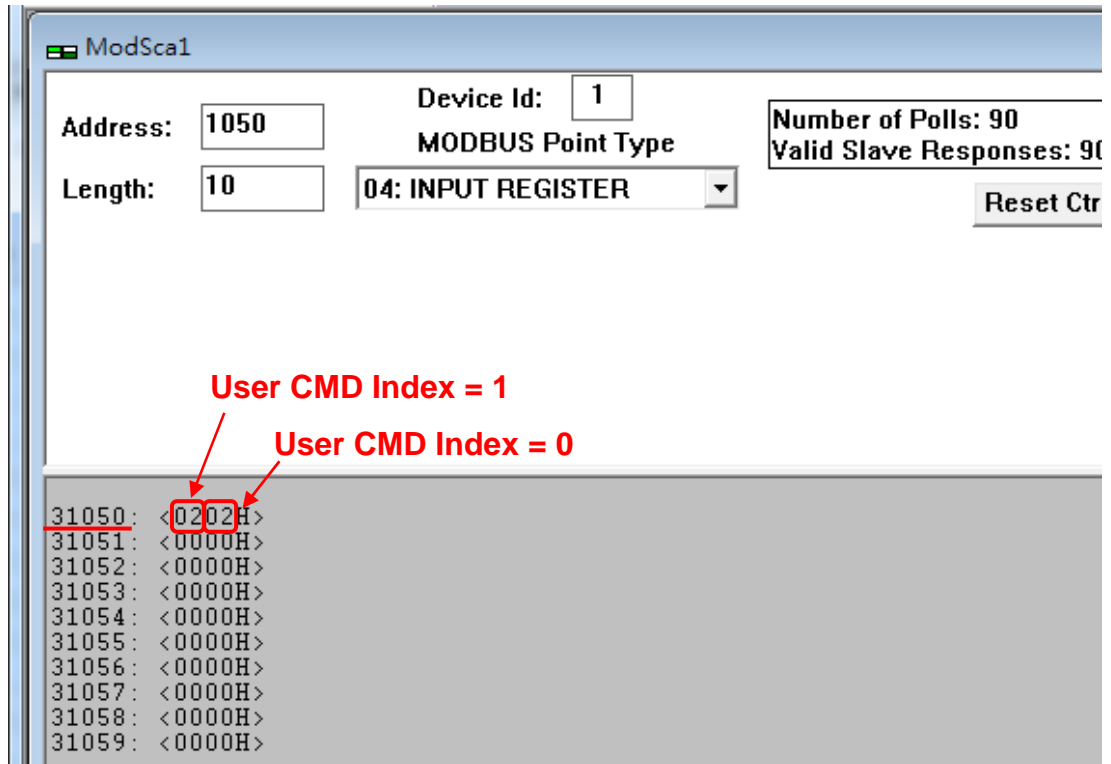 ModSca1
Address: 1050
Device Id: 1
MODBUS Point Type
Number of Polls: 90
Valid Slave Responses: 90
Length: 10
04: INPUT REGISTER
Reset Ctr
User CMD Index = 1
User CMD Index = 0
31050: <0202H>
31051: <0000H>
31052: <0000H>
31053: <0000H>
31054: <0000H>
31055: <0000H>
31056: <0000H>
31057: <0000H>
31058: <0000H>
31059: <0000H>